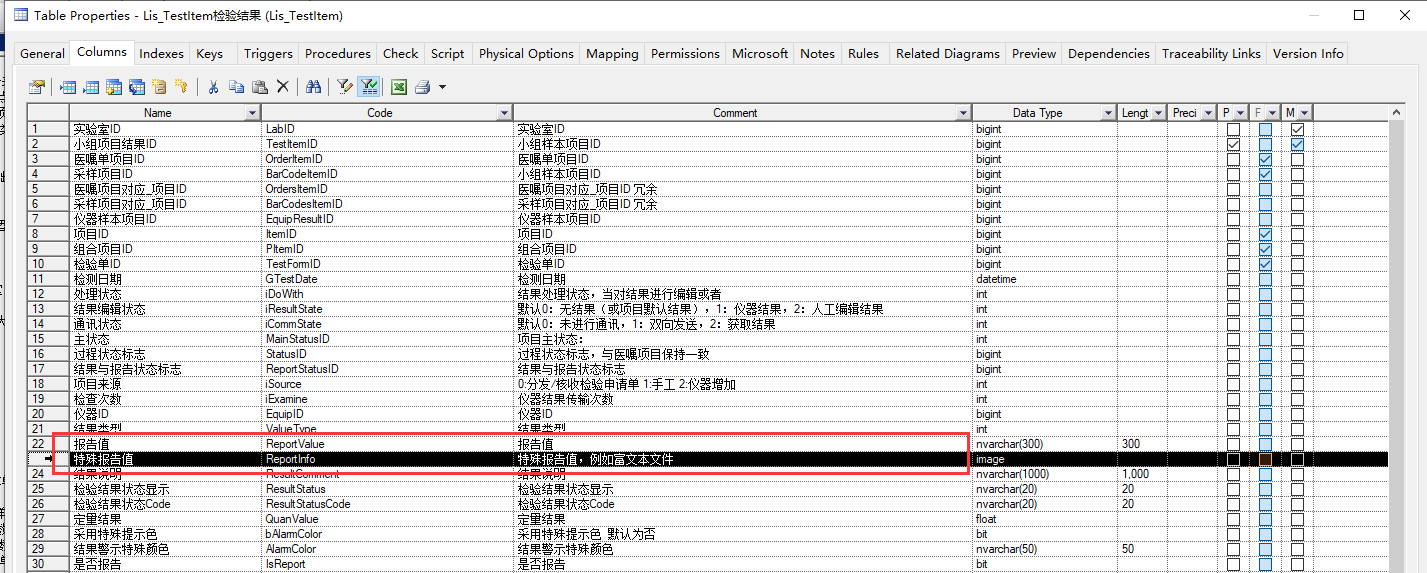 Table Properties - Lis_TestItem检验结果 (Lis_TestItem)
General Columns Indexes Keys Triggers Procedures Check Script Physical Options Mapping Permissions Microsoft Notes Rules Related Diagrams Preview Dependencies Traceability Links Version Info
Name Code Comment Data Type Lengt Preci P F M
1 实验室ID LabID 实验室ID bigint
2 小组项目结果ID TestItemID 小组样本项目ID bigint
3 医嘱单项目ID OrderItemID 医嘱单项目ID bigint
4 采样项目ID BarCodeItemID 小组样本项目ID bigint
5 医嘱项目对应_项目ID OrdersItemID 医嘱项目对应_项目ID 冗余 bigint
6 采样项目对应_项目ID BarCodesItemID 采样项目对应_项目ID 冗余 bigint
7 仪器样本项目ID EquipResultID 仪器样本项目ID bigint
8 项目ID ItemID 项目ID bigint
9 组合项目ID PItemID 组合项目ID bigint
10 检验单ID TestFormID 检验单ID bigint
11 检测日期 GTestDate 检测日期 datetime
12 处理状态 iDoWith 结果处理状态，当对结果进行编辑或者 int
13 结果编辑状态 iResultState 默认0：无结果（或项目默认结果），1：仪器结果，2：人工编辑结果 int
14 通讯状态 iCommState 默认0：未进行通讯，1：双向发送，2：获取结果 int
15 主状态 MainStatusID 项目主状态： int
16 过程状态标志 StatusID 过程状态标志，与医嘱项目保持一致 bigint
17 结果与报告状态标志 ReportStatusID 结果与报告状态标志 bigint
18 项目来源 iSource 0:分发/核收检验申请单 1:手工 2:仪器增加 int
19 检查次数 iExamine 仪器结果传输次数 int
20 仪器ID EquipID 仪器ID bigint
21 结果类型 ValueType 结果类型 int
22 报告值 ReportValue 报告值 nvarchar(300) 300
特殊报告值 ReportInfo 特殊报告值，例如富文本文件 image
24 结果说明 ResultComment 结果说明 nvarchar(1000) 1,000
25 检验结果状态显示 ResultStatus 检验结果状态显示 nvarchar(20) 20
26 检验结果状态Code ResultStatusCode 检验结果状态Code nvarchar(20) 20
27 定量结果 QuanValue 定量结果 float
28 采用特殊提示色 bAlarmColor 采用特殊提示色 默认为否 bit
29 结果警示特殊颜色 AlarmColor 结果警示特殊颜色 nvarchar(50) 50
30 是否报告 IsReport 是否报告 bit